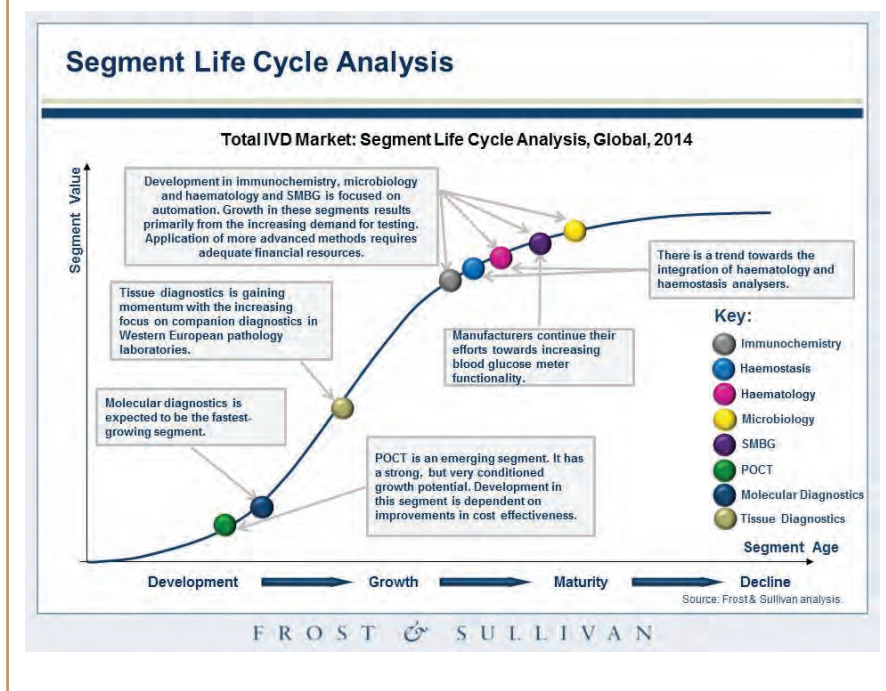 Segment Life Cycle Analysis
Total IVD Market: Segment Life Cycle Analysis, Global, 2014
Segment Value
Development in immunochemistry, microbiology
and haematology and SMBG is focused on
automation. Growth in these segments results
primarily from the increasing demand for testing.
Application of more advanced methods requires
adequate financial resources.
There is a trend towards the
integration of haematology and
haemostasis analysers.
Tissue diagnostics is gaining
momentum with the increasing
focus on companion diagnostics in
Western European pathology
laboratories.
Manufacturers continue their
efforts towards increasing
blood glucose meter
functionality.
Molecular diagnostics is
expected to be the fastest-
growing segment.
POCT is an emerging segment. It has
a strong, but very conditioned
growth potential. Development in
this segment is dependent on
improvements in cost effectiveness.
Key:
Immunochemistry
Haemostasis
Haematology
Microbiology
SMBG
POCT
Molecular Diagnostics
Tissue Diagnostics
Segment Age
Development
Growth
Maturity
Decline
Source: Frost & Sullivan analysis.
FROST & SULLIVAN